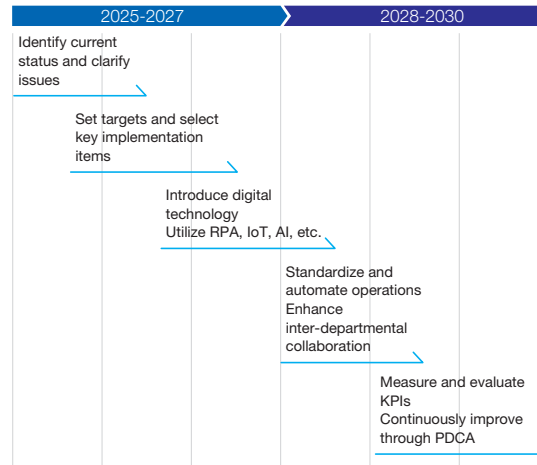 2025-2027
2028-2030
Identify current
status and clarify
issues
Set targets and select
key implementation
items
Introduce digital
technology
Utilize RPA, IoT, AI, etc.
Standardize and
automate operations
Enhance
inter-departmental
collaboration
Measure and evaluate
KPIs
Continuously improve
through PDCA